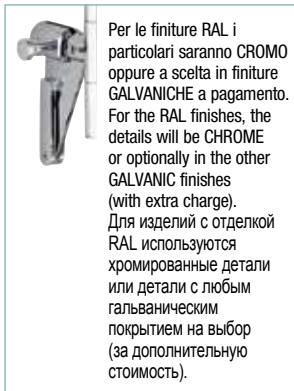 Per le finiture RAL i
particolari saranno CROMO
oppure a scelta in finiture
GALVANICHE a pagamento.
For the RAL finishes, the
details will be CHROME
or optionally in the other
GALVANIC finishes
(with extra charge).
Для изделий с отделкой
RAL используются
хромированные детали
или детали с любым
гальваническим
покрытием на выбор
(за дополнительную
стоимость).